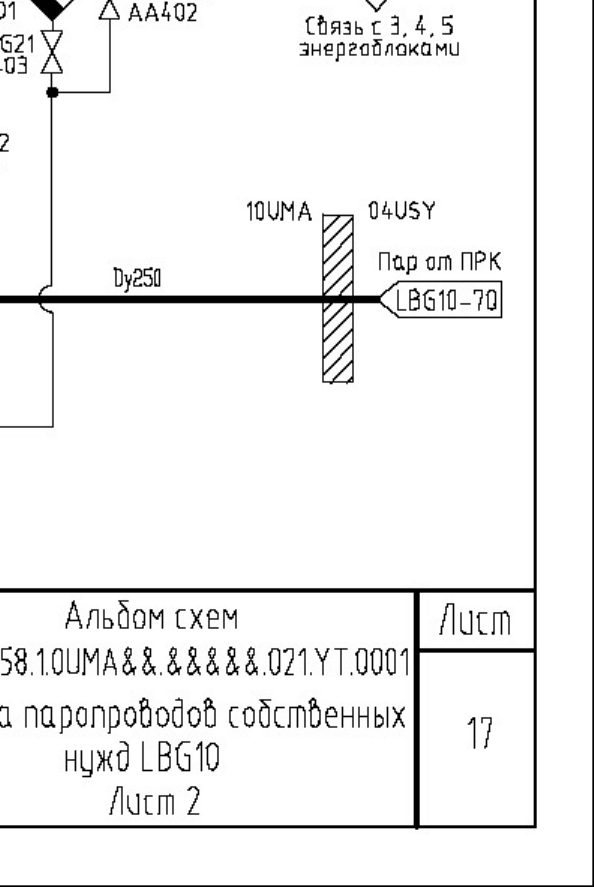 01
AA402
G21
03
Связь с 3, 4, 5
энергоблоками
2
10UMA
04USY
Пар от ПРК
Dy250
LBG10-70
Альбом схем
Лист
58.1.0UMA&&.&&&&&.021.YT.0001
а паропроводов собственных
нужд LBG10
17
Лист 2